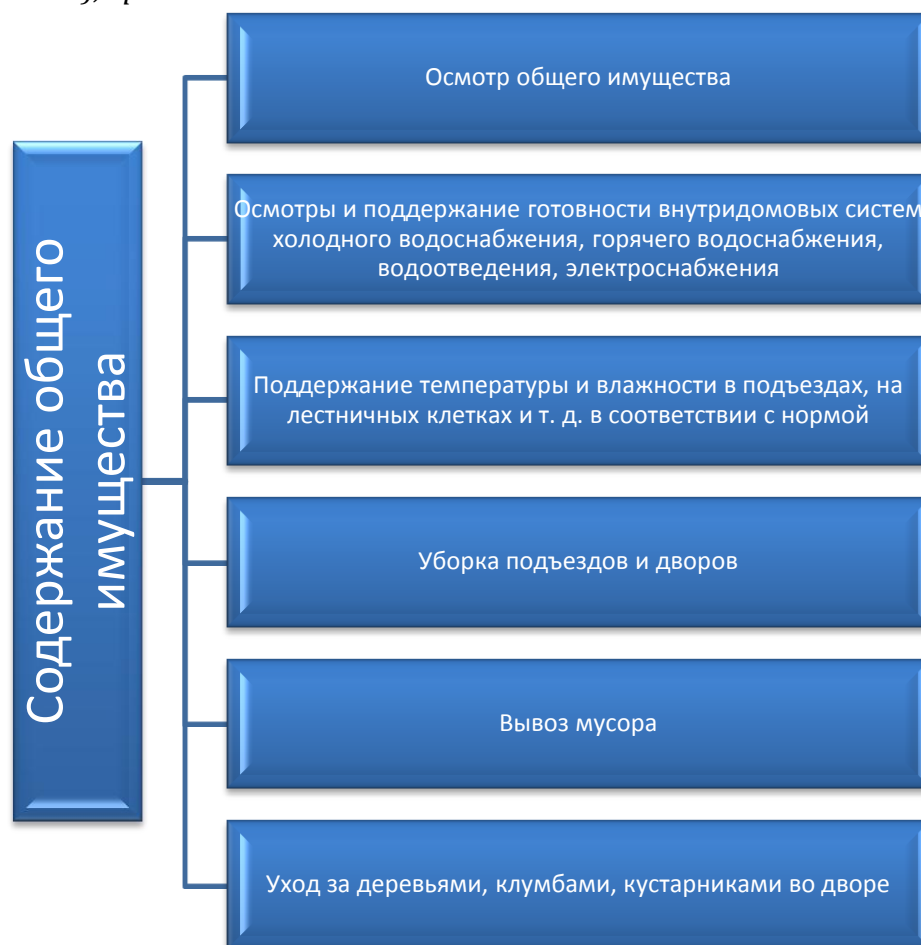 Содержание общего
имущества
Осмотр общего имущества
Осмотры и поддержание готовности внутридомовых систем
холодного водоснабжения, горячего водоснабжения,
водоотведения, электроснабжения
Поддержание температуры и влажности в подъездах, на
лестничных клетках и т. д. в соответствии с нормой
Уборка подъездов и дворов
Вывоз мусора
Уход за деревьями, клумбами, кустарниками во дворе